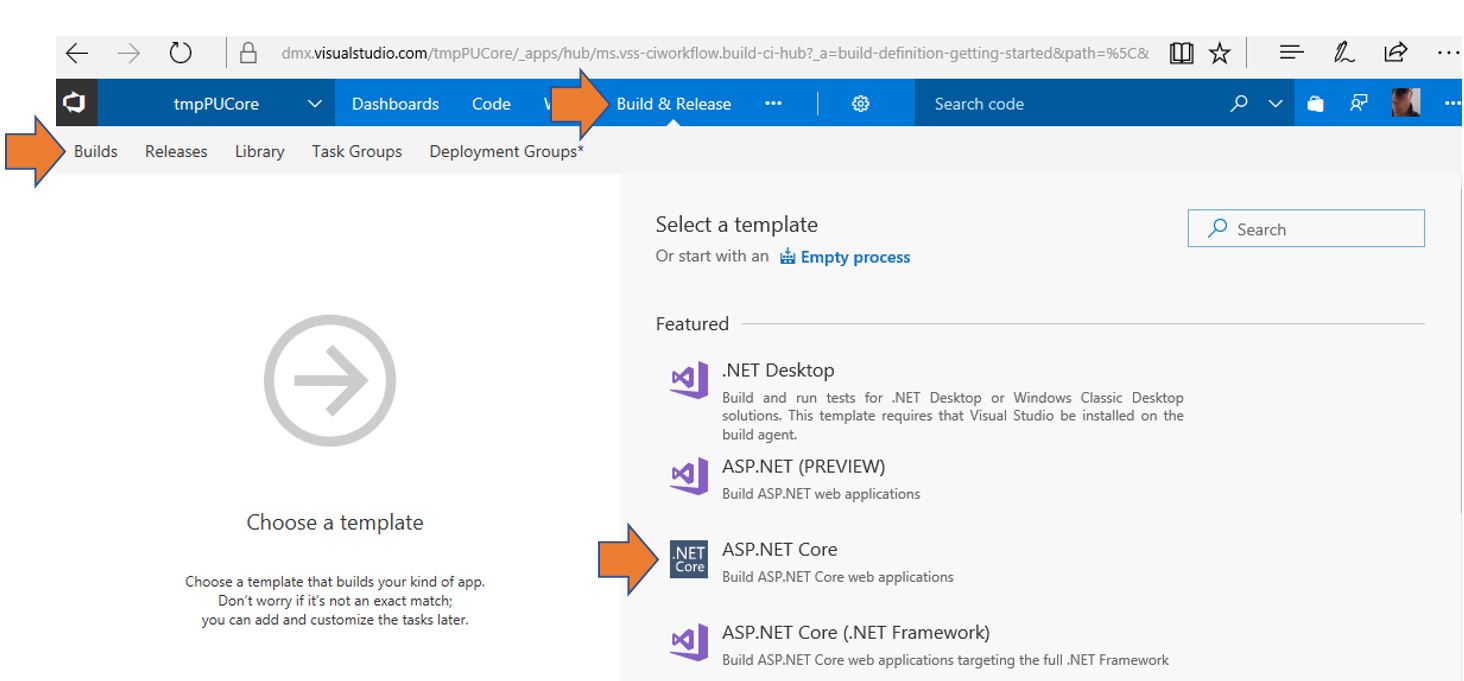 dmx.visualstudio.com/tmpPUCore/_apps/hub/ms.vss-ciworkflow.build-ci-hub?_a=build-definition-getting-started&path=%5C&
tmpPUCore Dashboards Code Build & Release ··· Search code
Builds Releases Library Task Groups Deployment Groups*
Select a template
Search
Or start with an Empty process
Featured
.NET Desktop
Build and run tests for .NET Desktop or Windows Classic Desktop
solutions. This template requires that Visual Studio be installed on the
build agent.
ASP.NET (PREVIEW)
Build ASP.NET web applications
Choose a template
.NET
Core
ASP.NET Core
Build ASP.NET Core web applications
Choose a template that builds your kind of app.
Don't worry if it's not an exact match;
you can add and customize the tasks later.
ASP.NET Core (.NET Framework)
Build ASP.NET Core web applications targeting the full .NET Framework